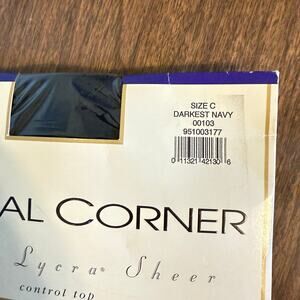 SIZE C
DARKEST NAVY
00103
951003177
0 11321 42130 6
AL CORNER
Lycra® Sheer
control top